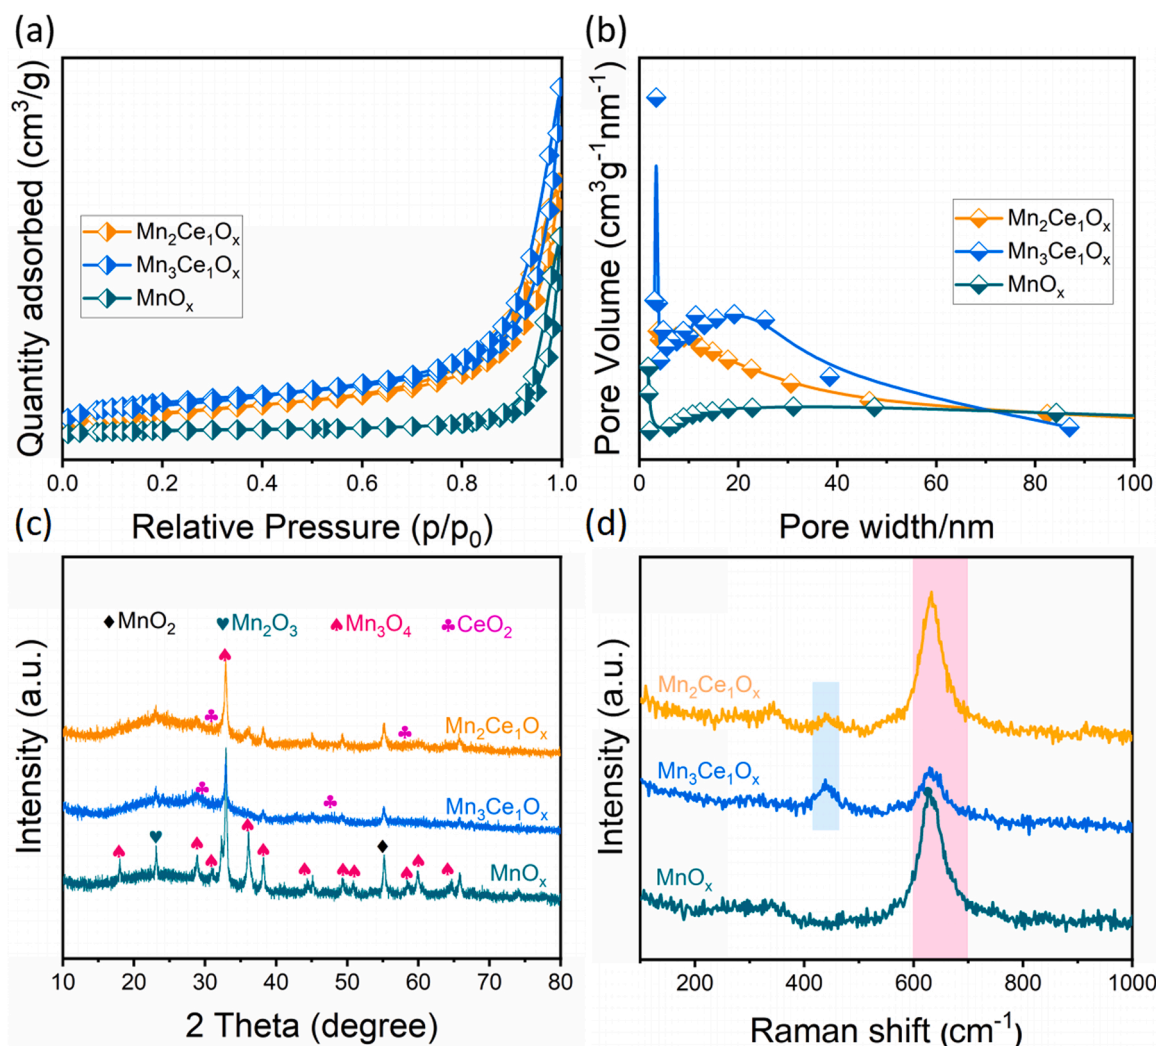 (a)
Quantity adsorbed (cm³/g)
Mn₂Ce₁Oₓ
Mn₃Ce₁Oₓ
MnOₓ
0.0 0.2 0.4 0.6 0.8 1.0
Relative Pressure (p/p₀)
(b)
Pore Volume (cm³g⁻¹nm⁻¹)
Mn₂Ce₁Oₓ
Mn₃Ce₁Oₓ
MnOₓ
0 20 40 60 80 100
Pore width/nm
(c)
Intensity (a.u.)
♦MnO₂ ♥Mn₂O₃ ♠Mn₃O₄ ♣CeO₂
Mn₂Ce₁Oₓ
Mn₃Ce₁Oₓ
MnOₓ
10 20 30 40 50 60 70 80
2 Theta (degree)
(d)
Intensity (a.u.)
Mn₂Ce₁Oₓ
Mn₃Ce₁Oₓ
MnOₓ
200 400 600 800 1000
Raman shift (cm⁻¹)